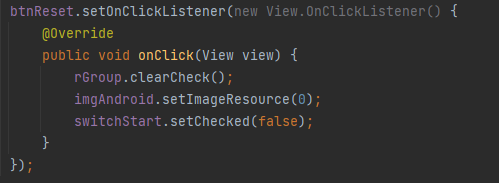 btnReset.setOnClickListener(new View.OnClickListener() {
@Override
public void onClick(View view) {
rGroup.clearCheck();
imgAndroid.setImageResource(0);
switchStart.setChecked(false);
}
});